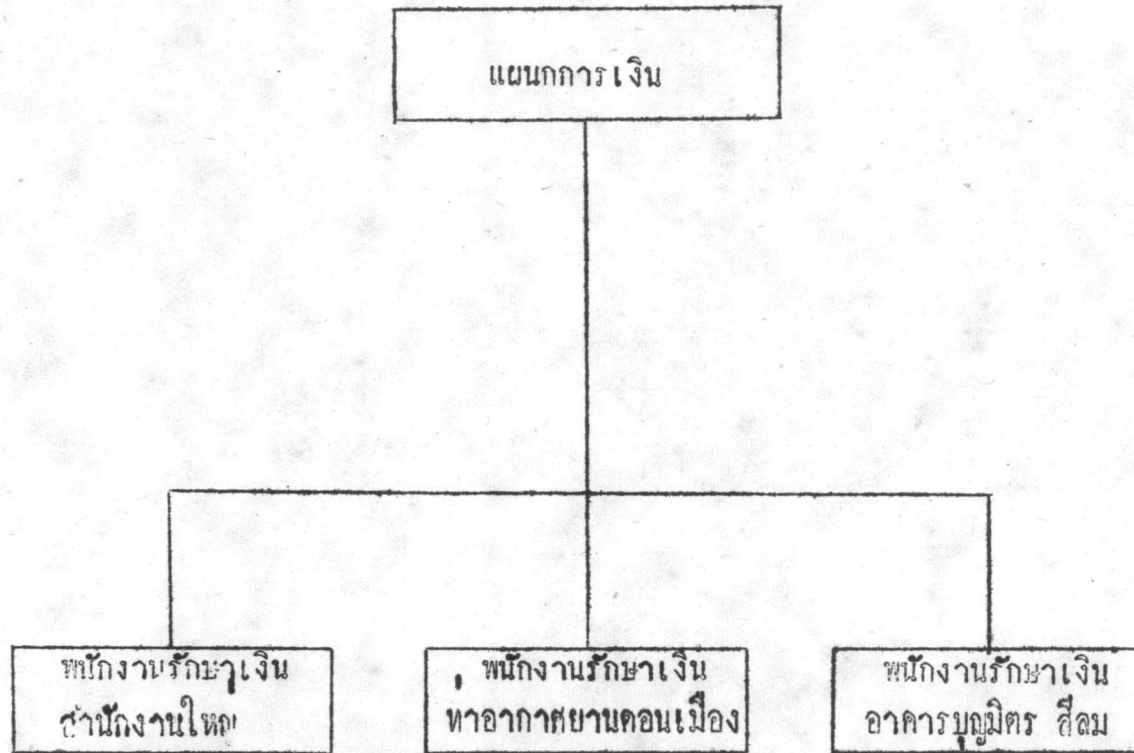 แผนกการเงิน
พนักงานรักษาเงิน
สำนักงานใหญ่
พนักงานรักษาเงิน
ท่าอากาศยานดอนเมือง
พนักงานรักษาเงิน
อาคารบุญมิตร สีลม